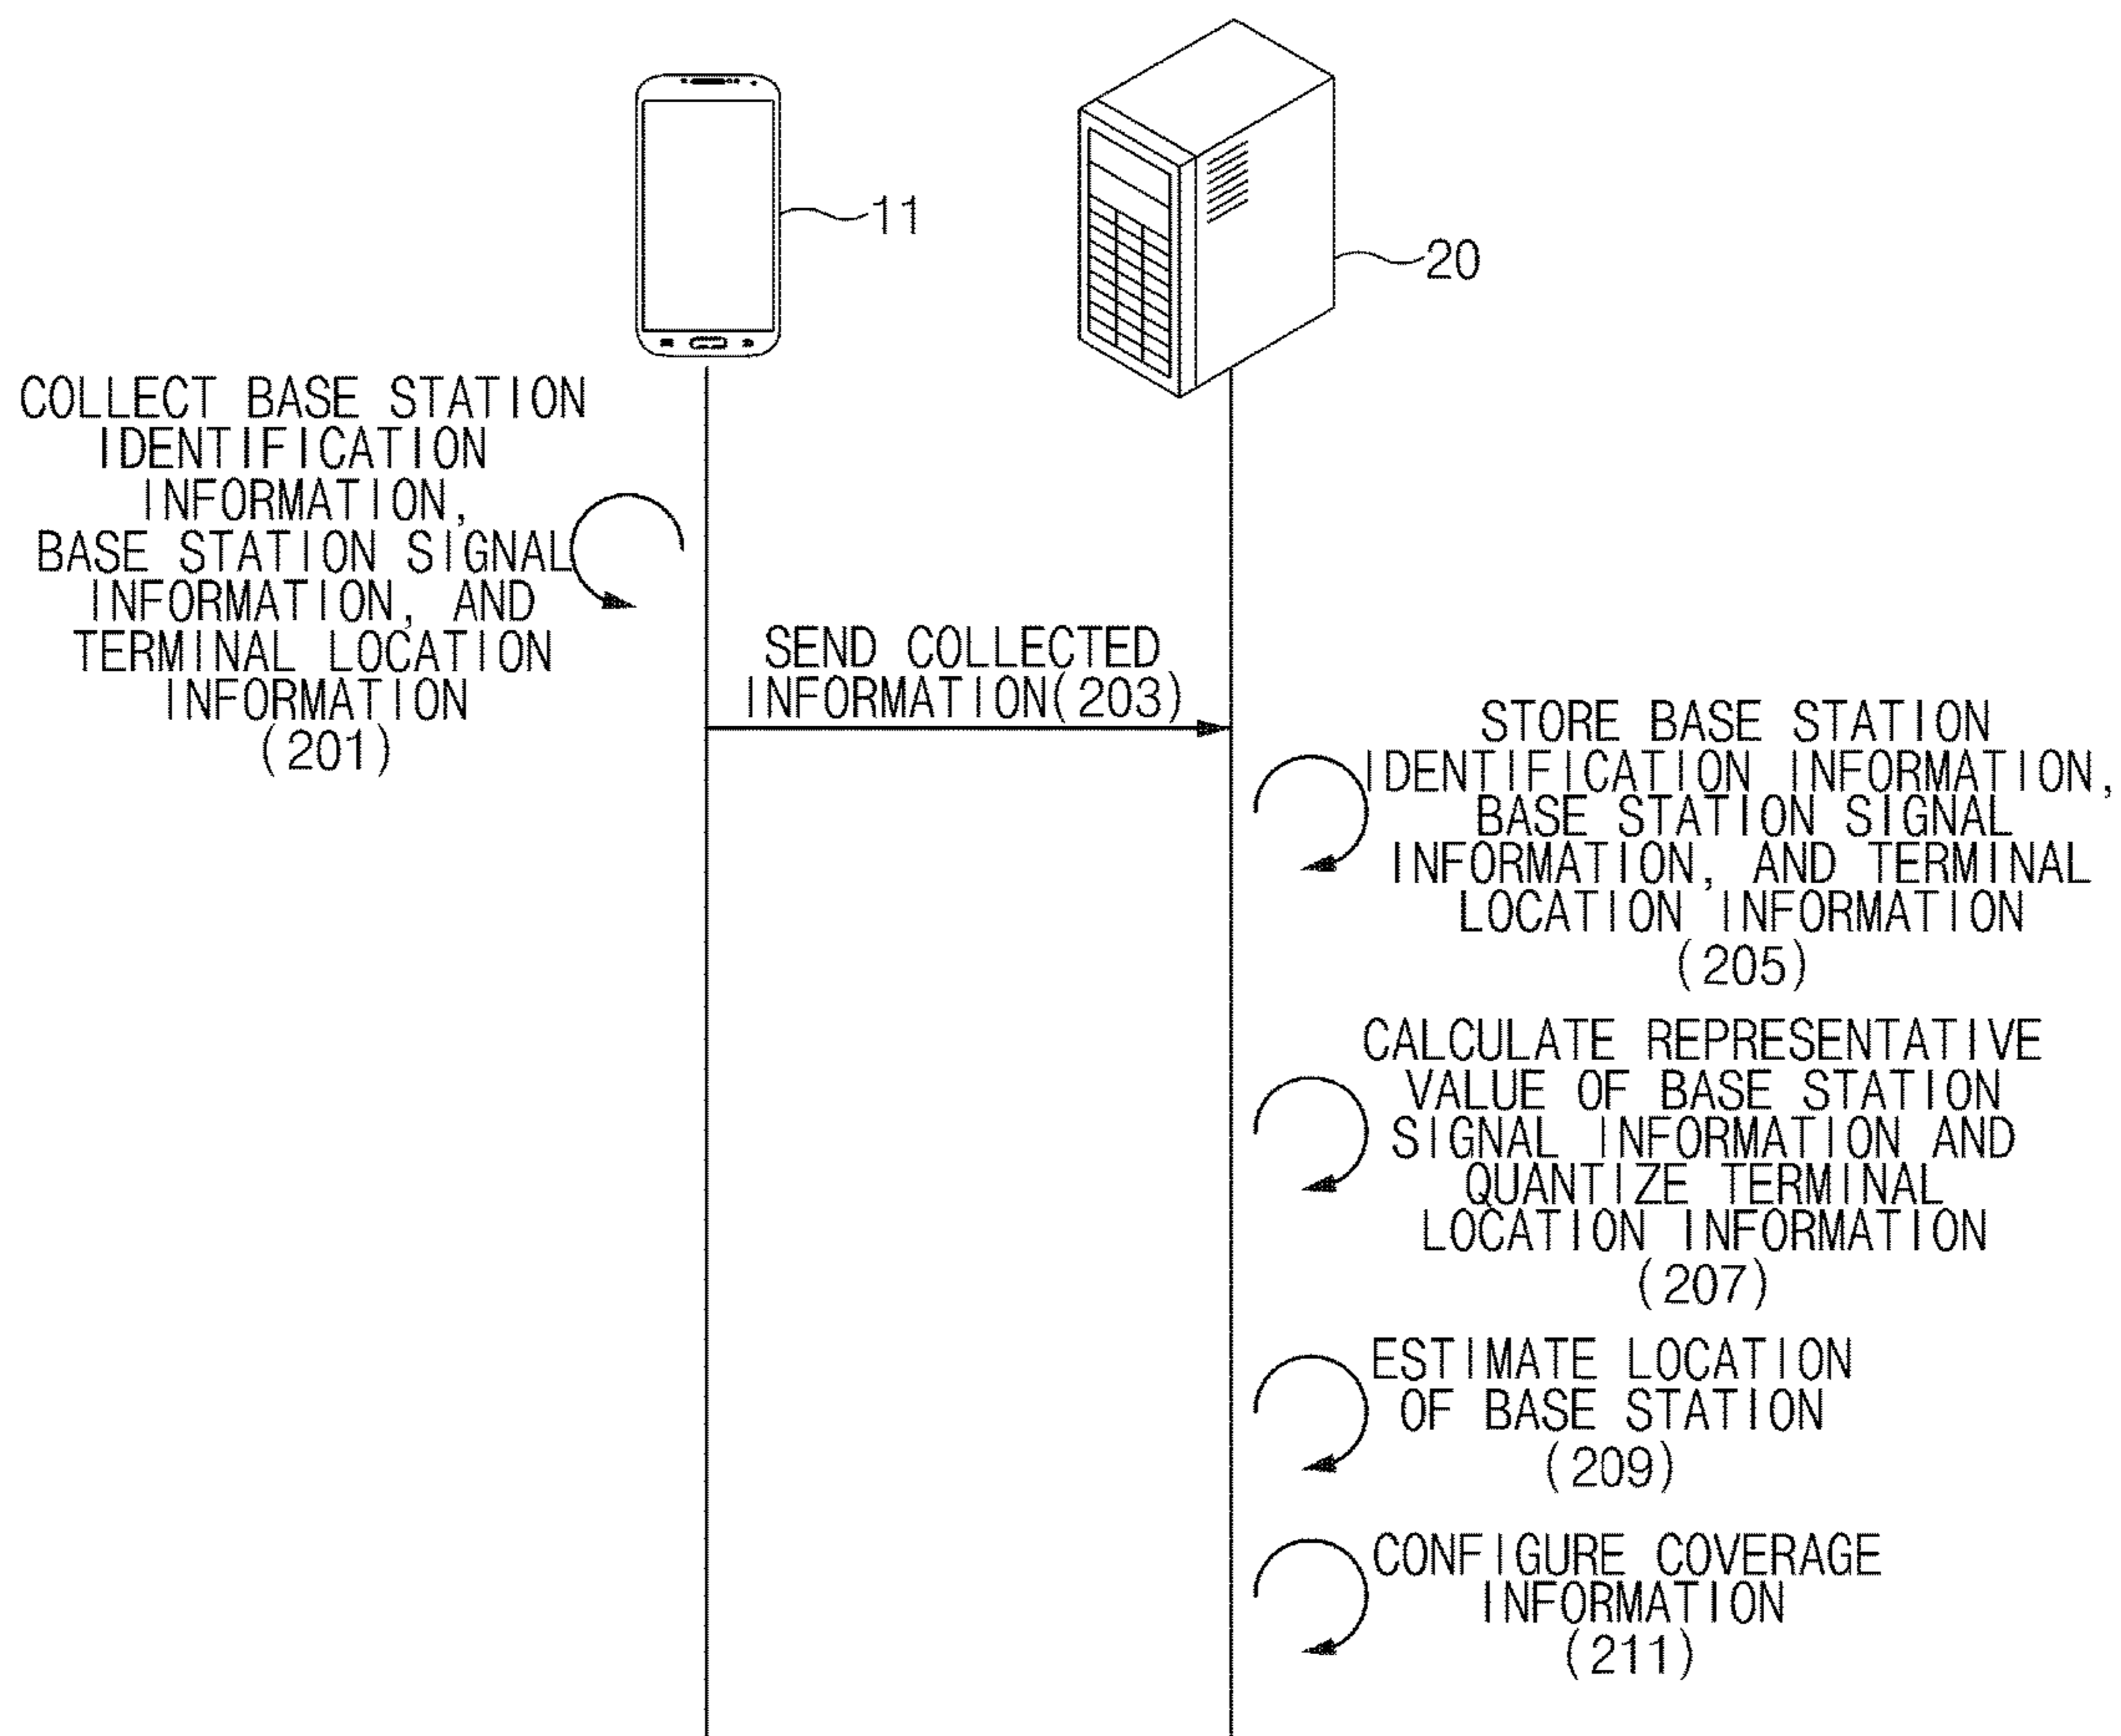 11
20
COLLECT BASE STATION
IDENTIFICATION
INFORMATION,
BASE STATION SIGNAL
INFORMATION, AND
TERMINAL LOCATION
INFORMATION
(201)
SEND COLLECTED
INFORMATION(203)
STORE BASE STATION
IDENTIFICATION INFORMATION,
BASE STATION SIGNAL
INFORMATION, AND TERMINAL
LOCATION INFORMATION
(205)
CALCULATE REPRESENTATIVE
VALUE OF BASE STATION
SIGNAL INFORMATION AND
QUANTIZE TERMINAL
LOCATION INFORMATION
(207)
ESTIMATE LOCATION
OF BASE STATION
(209)
CONFIGURE COVERAGE
INFORMATION
(211)